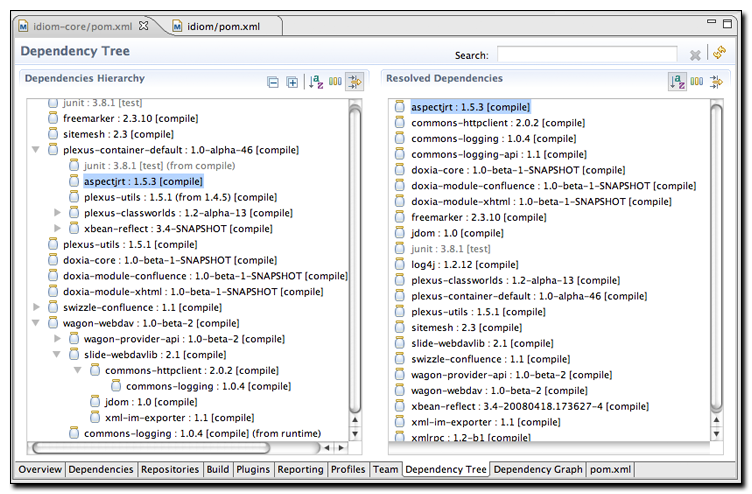 idiom-core/pom.xml
idiom/pom.xml
Dependency Tree
Search:
Dependencies Hierarchy
junit : 3.8.1 [test]
freemarker : 2.3.10 [compile]
sitemesh : 2.3 [compile]
plexus-container-default : 1.0-alpha-46 [compile]
junit : 3.8.1 [test] (from compile)
aspectjrt : 1.5.3 [compile]
plexus-utils : 1.5.1 (from 1.4.5) [compile]
plexus-classworlds : 1.2-alpha-13 [compile]
xbean-reflect : 3.4-SNAPSHOT [compile]
plexus-utils : 1.5.1 [compile]
doxia-core : 1.0-beta-1-SNAPSHOT [compile]
doxia-module-confluence : 1.0-beta-1-SNAPSHOT [compile]
doxia-module-xhtml : 1.0-beta-1-SNAPSHOT [compile]
swizzle-confluence : 1.1 [compile]
wagon-webdav : 1.0-beta-2 [compile]
wagon-provider-api : 1.0-beta-2 [compile]
slide-webdavlib : 2.1 [compile]
commons-httpclient : 2.0.2 [compile]
commons-logging : 1.0.4 [compile]
jdom : 1.0 [compile]
xml-im-exporter : 1.1 [compile]
commons-logging : 1.0.4 [compile] (from runtime)
Resolved Dependencies
aspectjrt : 1.5.3 [compile]
commons-httpclient : 2.0.2 [compile]
commons-logging : 1.0.4 [compile]
commons-logging-api : 1.1 [compile]
doxia-core : 1.0-beta-1-SNAPSHOT [compile]
doxia-module-confluence : 1.0-beta-1-SNAPSHOT [compile]
doxia-module-xhtml : 1.0-beta-1-SNAPSHOT [compile]
freemarker : 2.3.10 [compile]
jdom : 1.0 [compile]
junit : 3.8.1 [test]
log4j : 1.2.12 [compile]
plexus-classworlds : 1.2-alpha-13 [compile]
plexus-container-default : 1.0-alpha-46 [compile]
plexus-utils : 1.5.1 [compile]
sitemesh : 2.3 [compile]
slide-webdavlib : 2.1 [compile]
swizzle-confluence : 1.1 [compile]
wagon-provider-api : 1.0-beta-2 [compile]
wagon-webdav : 1.0-beta-2 [compile]
xbean-reflect : 3.4-20080418.173627-4 [compile]
xml-im-exporter : 1.1 [compile]
xmlrpc : 1.2-b1 [compile]
Overview Dependencies Repositories Build Plugins Reporting Profiles Team Dependency Tree Dependency Graph pom.xml